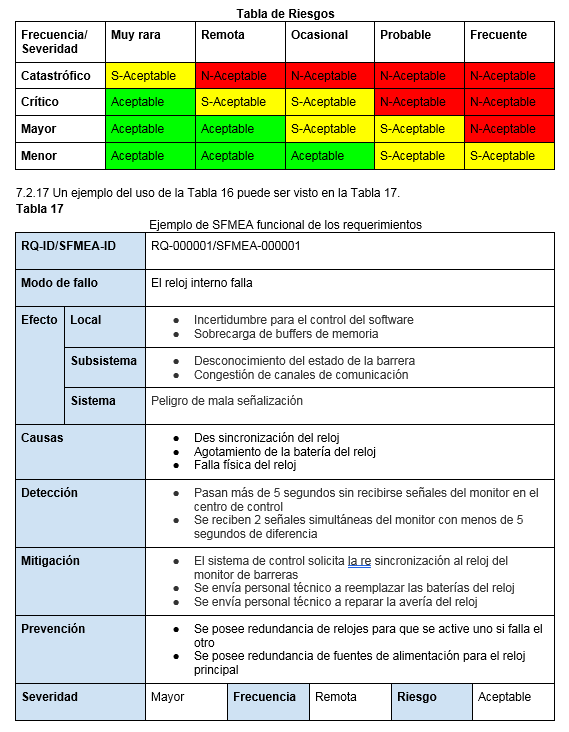 Tabla de Riesgos
Frecuencia/ Muy rara Remota Ocasional Probable Frecuente
Severidad
Catastrófico S-Aceptable N-Aceptable N-Aceptable N-Aceptable N-Aceptable
Crítico Aceptable S-Aceptable S-Aceptable N-Aceptable N-Aceptable
Mayor Aceptable Aceptable S-Aceptable S-Aceptable N-Aceptable
Menor Aceptable Aceptable Aceptable S-Aceptable S-Aceptable
7.2.17 Un ejemplo del uso de la Tabla 16 puede ser visto en la Tabla 17.
Tabla 17
Ejemplo de SFMEA funcional de los requerimientos
RQ-ID/SFMEA-ID RQ-000001/SFMEA-000001
Modo de fallo El reloj interno falla
Efecto Local ● Incertidumbre para el control del software
● Sobrecarga de buffers de memoria
Subsistema ● Desconocimiento del estado de la barrera
● Congestión de canales de comunicación
Sistema Peligro de mala señalización
Causas ● Des sincronización del reloj
● Agotamiento de la batería del reloj
● Falla física del reloj
Detección ● Pasan más de 5 segundos sin recibirse señales del monitor en el
centro de control
● Se reciben 2 señales simultáneas del monitor con menos de 5
segundos de diferencia
Mitigación ● El sistema de control solicita la re sincronización al reloj del
monitor de barreras
● Se envía personal técnico a reemplazar las baterías del reloj
● Se envía personal técnico a reparar la avería del reloj
Prevención ● Se posee redundancia de relojes para que se active uno si falla el
otro
● Se posee redundancia de fuentes de alimentación para el reloj
principal
Severidad Mayor Frecuencia Remota Riesgo Aceptable